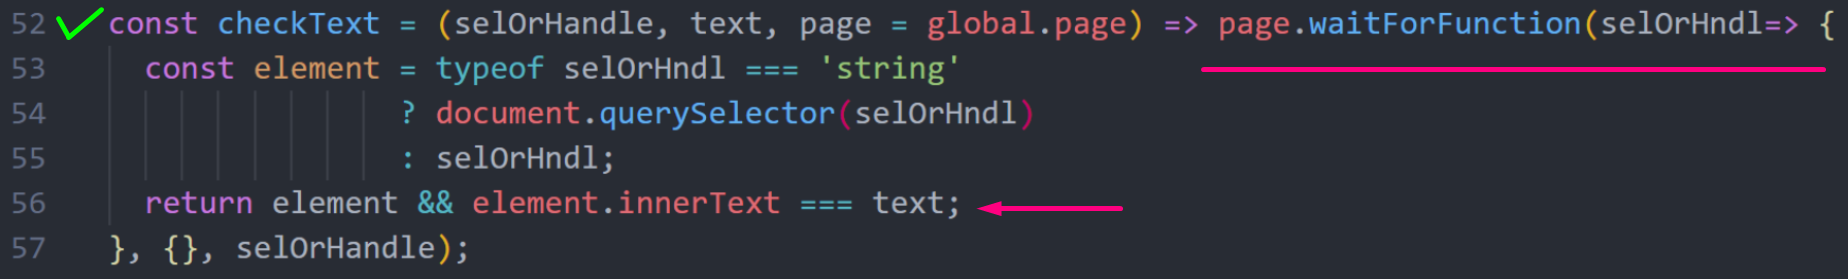 52 const checkText = (selOrHandle, text, page = global.page) => page.waitForFunction(selOrHndl=> {
53 const element = typeof selOrHndl === 'string'
54 ? document.querySelector(selOrHndl)
55 : selOrHndl;
56 return element && element.innerText === text;
57 }, {}, selOrHandle);